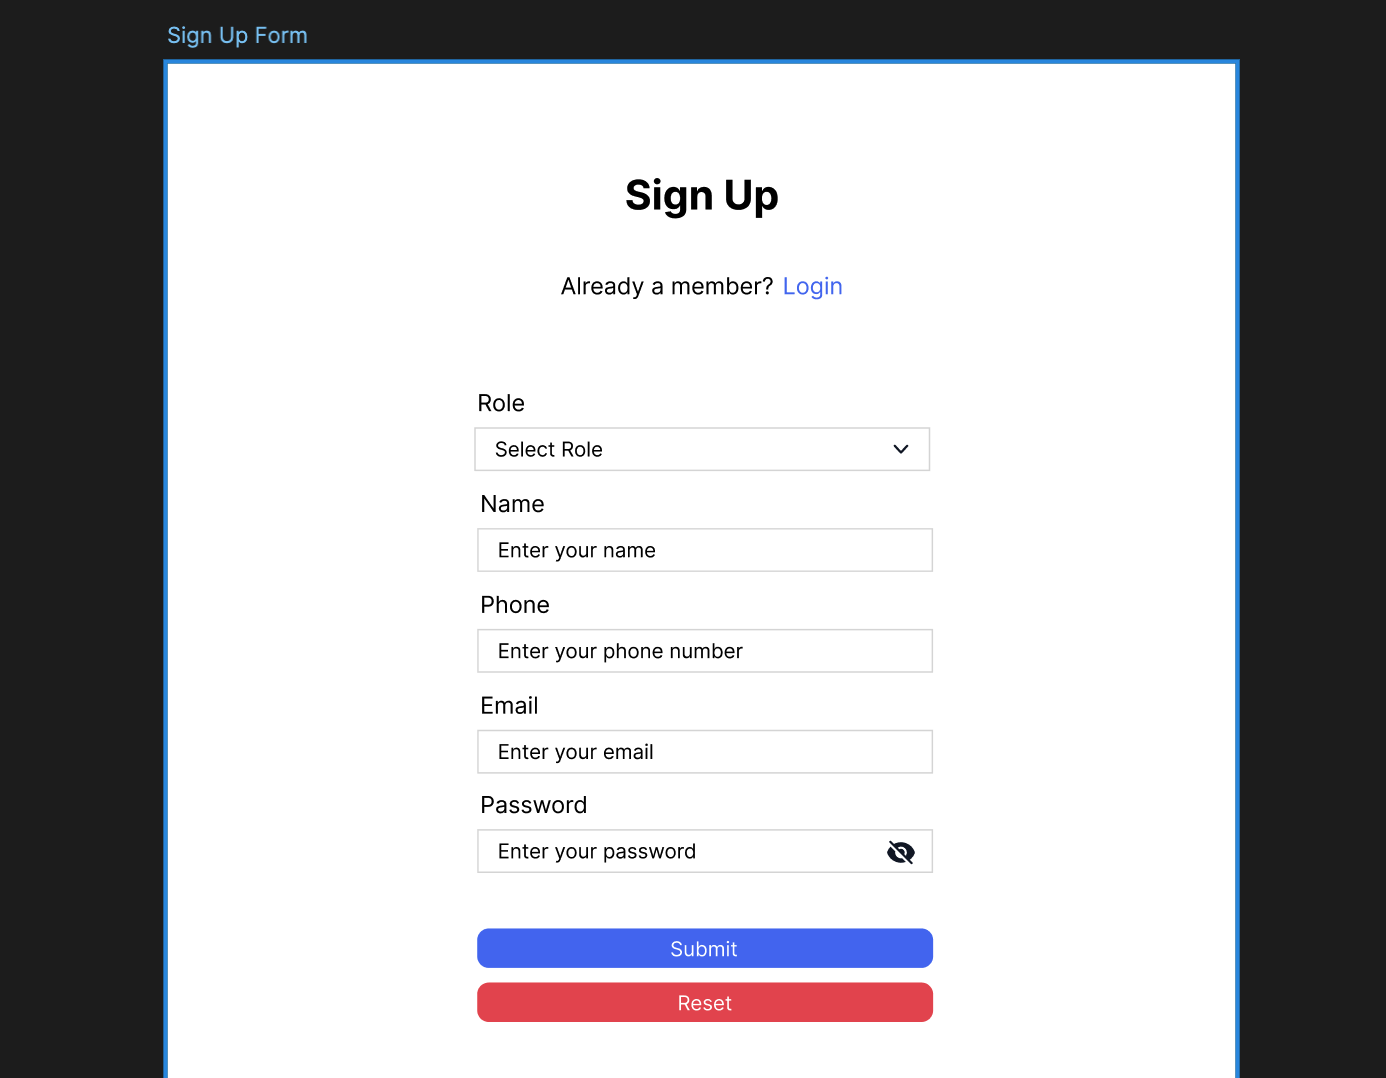 Sign Up Form
Sign Up
Already a member? Login
Role
Select Role
Name
Enter your name
Phone
Enter your phone number
Email
Enter your email
Password
Enter your password
Submit
Reset